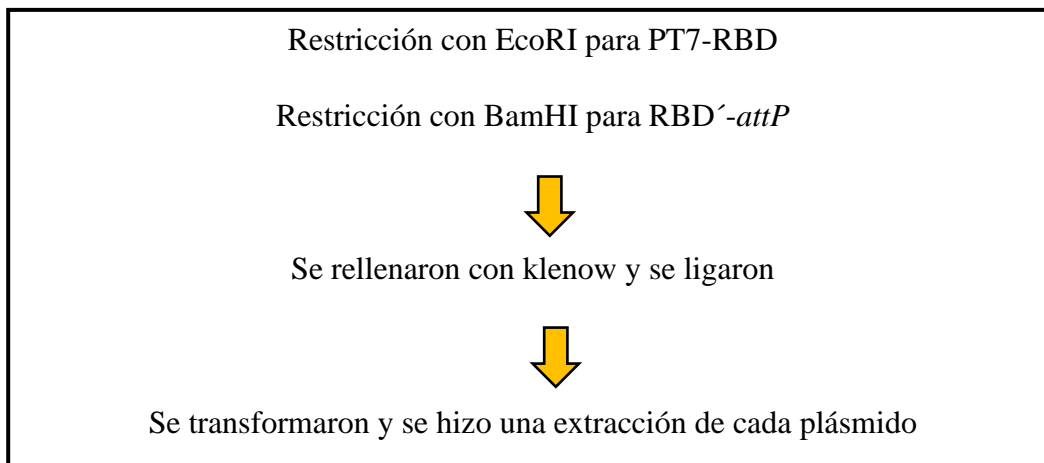 Restricción con EcoRI para PT7-RBD
Restricción con BamHI para RBD´-attP
Se rellenaron con klenow y se ligaron
Se transformaron y se hizo una extracción de cada plásmido